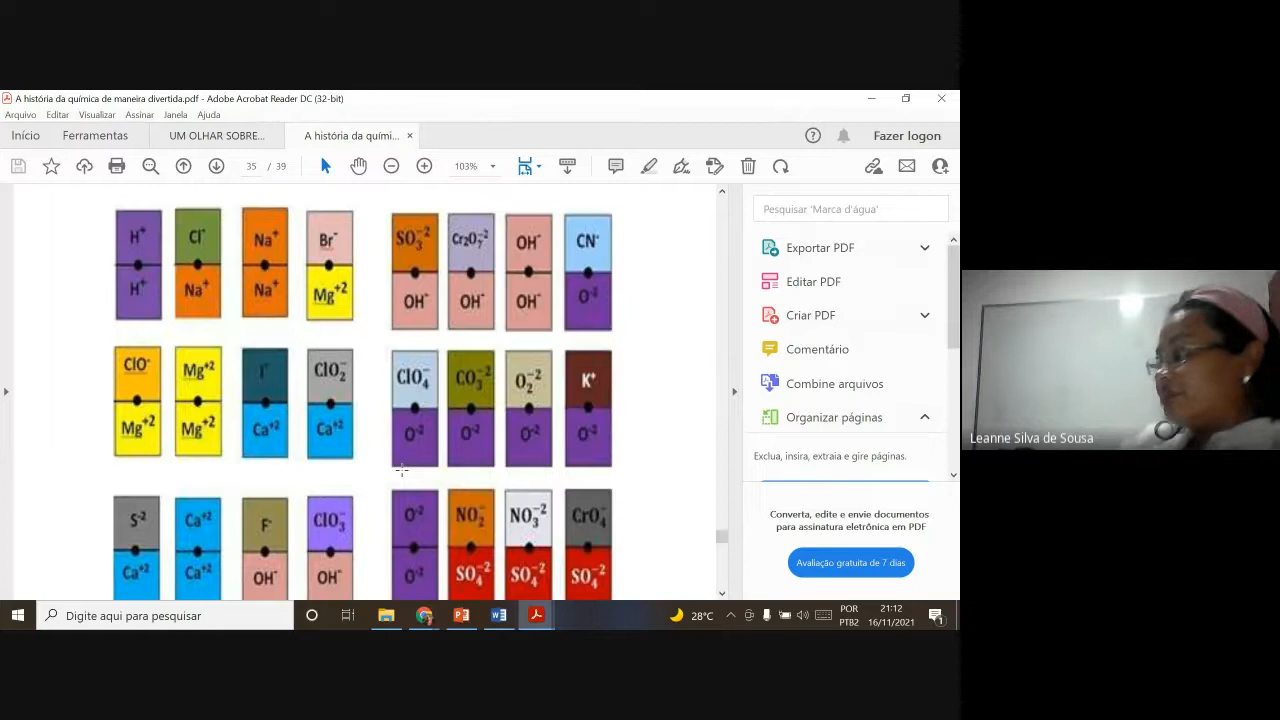 A história da química de maneira divertida.pdf - Adobe Acrobat Reader DC (32-bit)
Arquivo Editar Visualizar Assinar Janela Ajuda
Início Ferramentas UM OLHAR SOBRE... A história da quími... × Fazer logon
35 / 39 103%
Pesquisar 'Marca d'água'
Exportar PDF
Editar PDF
Criar PDF
Comentário
Combine arquivos
Organizar páginas
Exclua, insira, extraia e gire páginas.
Converta, edite e envie documentos
para assinatura eletrônica em PDF
Avaliação gratuita de 7 dias
H⁺ Cl⁻ Na⁺ Br⁻ SO₃⁻² Cr₂O₇⁻² OH⁻ CN⁻
H⁺ Na⁺ Na⁺ Mg⁺² OH⁻ OH⁻ OH⁻ O⁻²
ClO⁻ Mg⁺² I⁻ ClO₂⁻ ClO₄⁻ CO₃⁻² O₂⁻² K⁺
Mg⁺² Mg⁺² Ca⁺² Ca⁺² O⁻² O⁻² O⁻² O⁻²
S⁻² Ca⁺² F⁻ ClO₃⁻ O⁻² NO₂⁻ NO₃⁻² CrO₄⁻
Ca⁺² Ca⁺² OH⁻ OH⁻ O⁻² SO₄⁻² SO₄⁻² SO₄⁻²
Leanne Silva de Sousa
Digite aqui para pesquisar
28°C
POR
PTB2
21:12
16/11/2021
1